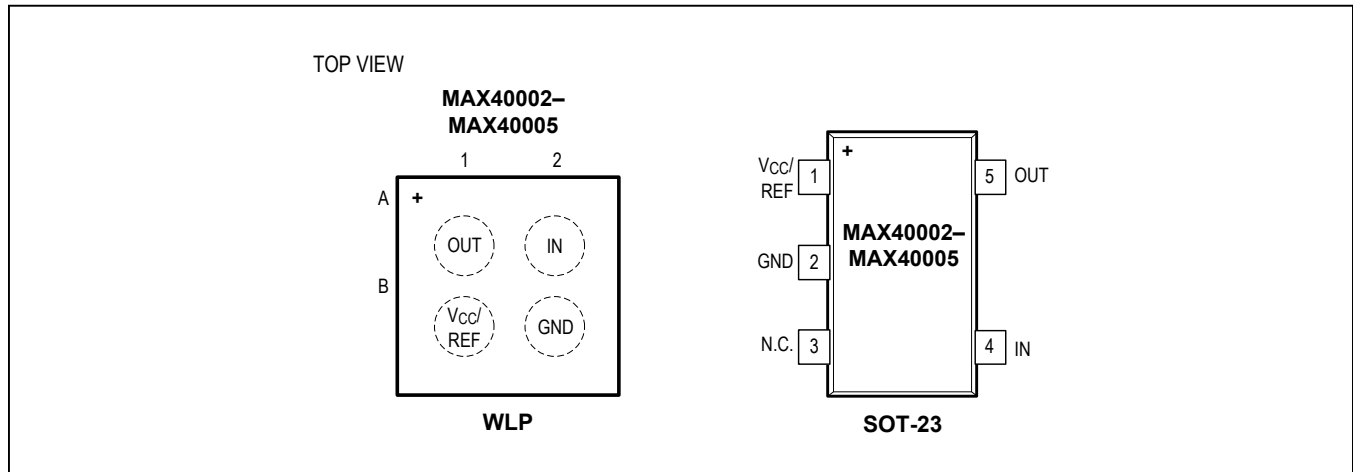 TOP VIEW
MAX40002–
MAX40005
1 2
A +
OUT IN
B
VCC/
REF
GND
WLP
+
VCC/
REF
1
5 OUT
MAX40002–
MAX40005
GND 2
N.C. 3
4 IN
SOT-23